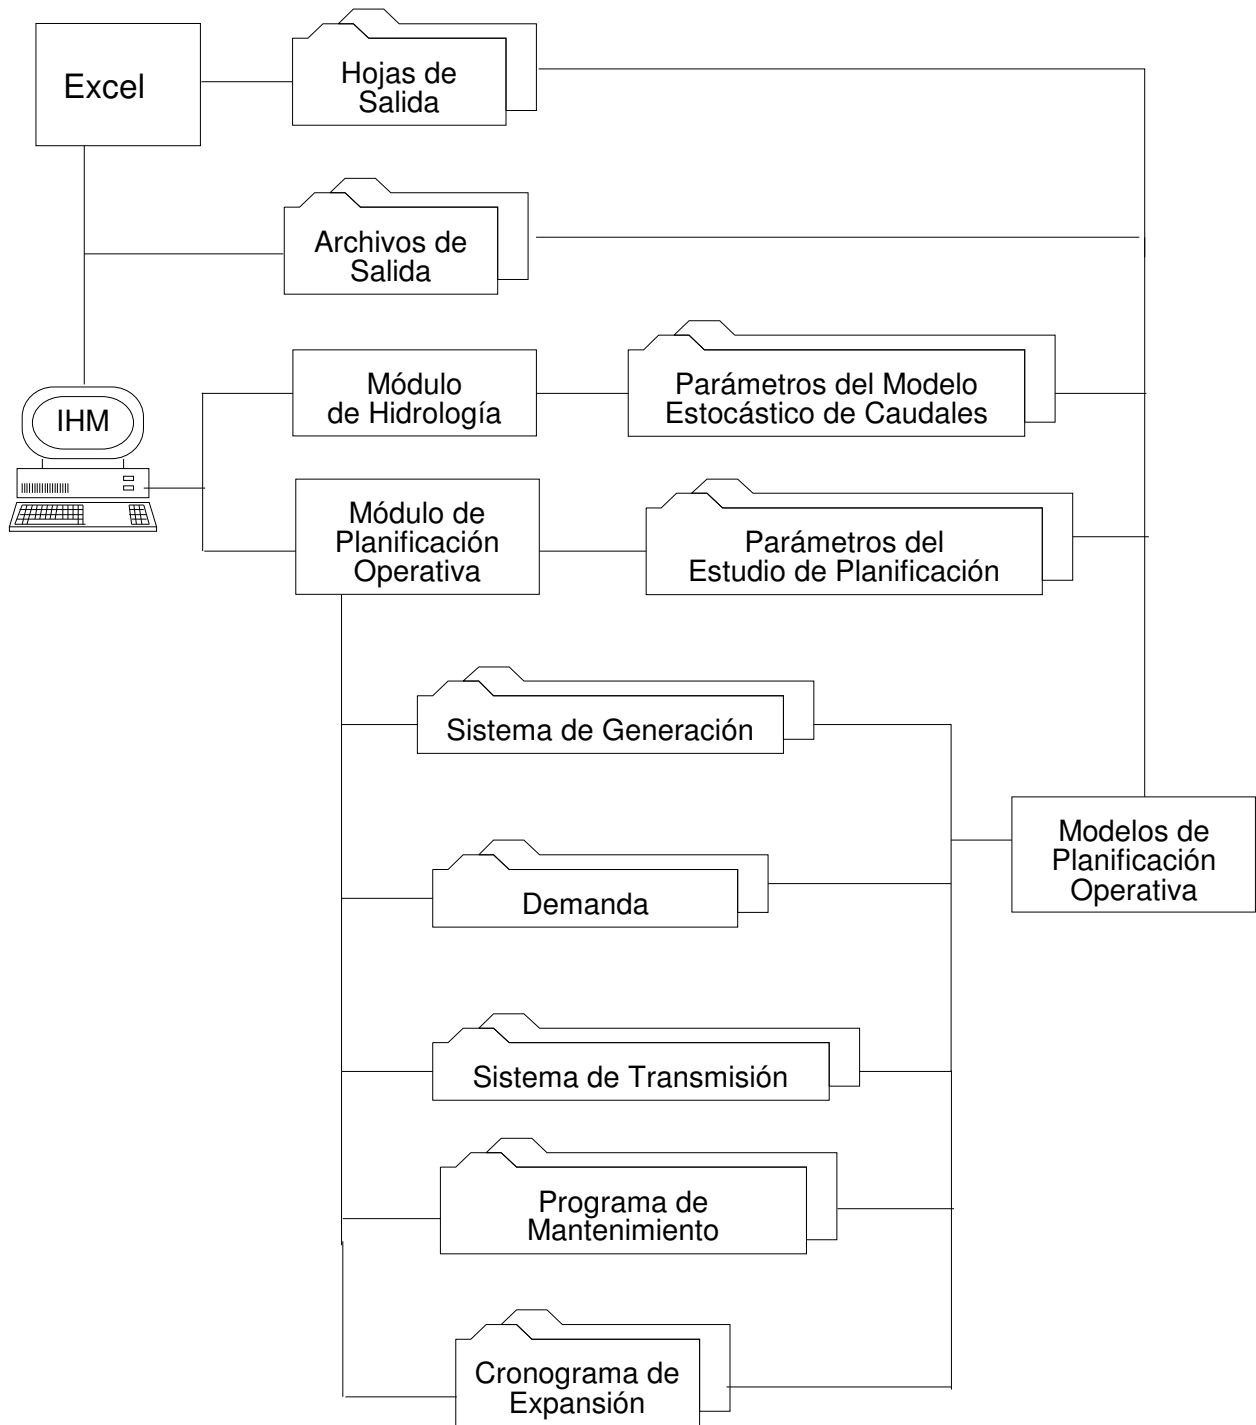 Excel
Hojas de
Salida
Archivos de
Salida
IHM
Módulo
de Hidrología
Parámetros del Modelo
Estocástico de Caudales
Módulo de
Planificación
Operativa
Parámetros del
Estudio de Planificación
Sistema de Generación
Modelos de
Planificación
Operativa
Demanda
Sistema de Transmisión
Programa de
Mantenimiento
Cronograma de
Expansión